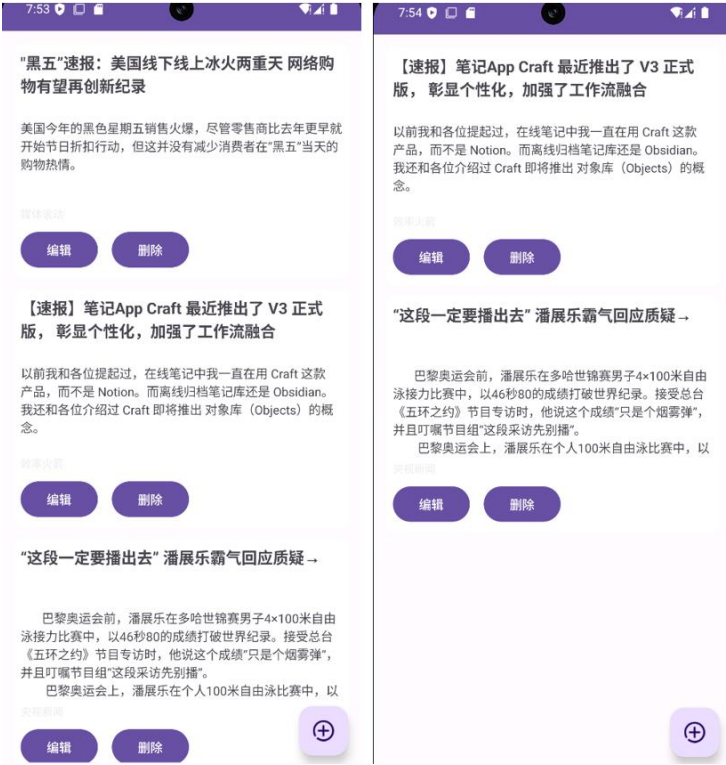 7:53
"黑五”速报：美国线下线上冰火两重天 网络购
物有望再创新纪录
美国今年的黑色星期五销售火爆，尽管零售商比去年更早就
开始节日折扣行动，但这并没有减少消费者在“黑五”当天的
购物热情。
媒体滚动
编辑 删除
【速报】笔记App Craft 最近推出了 V3 正式
版， 彰显个性化，加强了工作流融合
以前我和各位提起过，在线笔记中我一直在用 Craft 这款
产品，而不是 Notion。而离线归档笔记库还是 Obsidian。
我还和各位介绍过 Craft 即将推出 对象库（Objects）的概
念。
效率火箭
编辑 删除
“这段一定要播出去” 潘展乐霸气回应质疑→
巴黎奥运会前，潘展乐在多哈世锦赛男子4×100米自由
泳接力比赛中，以46秒80的成绩打破世界纪录。接受总台
《五环之约》节目专访时，他说这个成绩“只是个烟雾弹”，
并且叮嘱节目组“这段采访先别播”。
巴黎奥运会上，潘展乐在个人100米自由泳比赛中，以
央视新闻
编辑 删除
7:54
【速报】笔记App Craft 最近推出了 V3 正式
版， 彰显个性化，加强了工作流融合
以前我和各位提起过，在线笔记中我一直在用 Craft 这款
产品，而不是 Notion。而离线归档笔记库还是 Obsidian。
我还和各位介绍过 Craft 即将推出 对象库（Objects）的概
念。
效率火箭
编辑 删除
“这段一定要播出去” 潘展乐霸气回应质疑→
巴黎奥运会前，潘展乐在多哈世锦赛男子4×100米自由
泳接力比赛中，以46秒80的成绩打破世界纪录。接受总台
《五环之约》节目专访时，他说这个成绩“只是个烟雾弹”，
并且叮嘱节目组“这段采访先别播”。
巴黎奥运会上，潘展乐在个人100米自由泳比赛中，以
央视新闻
编辑 删除